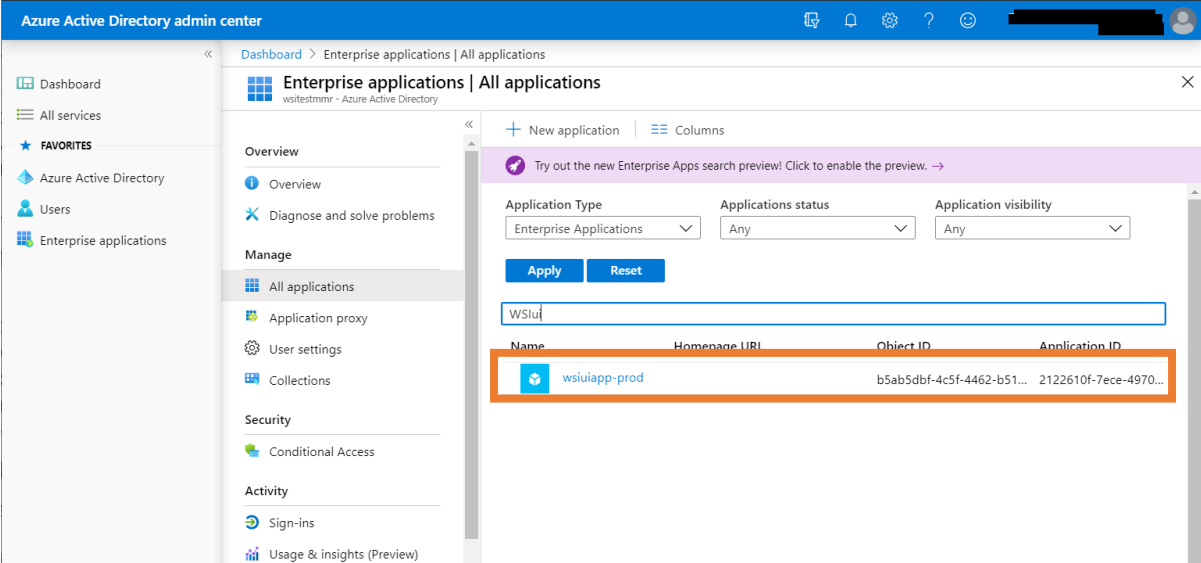 Azure Active Directory admin center
«
Dashboard
All services
FAVORITES
Azure Active Directory
Users
Enterprise applications
Dashboard > Enterprise applications | All applications
Enterprise applications | All applications
wsitestmmr - Azure Active Directory
«
Overview
Overview
Diagnose and solve problems
Manage
All applications
Application proxy
User settings
Collections
Security
Conditional Access
Activity
Sign-ins
Usage & insights (Preview)
New application Columns
Try out the new Enterprise Apps search preview! Click to enable the preview. →
Application Type Applications status Application visibility
Enterprise Applications Any Any
Apply Reset
WSIui
Name Homepage URL Object ID Application ID
wsiuiapp-prod b5ab5dbf-4c5f-4462-b51... 2122610f-7ece-4970...